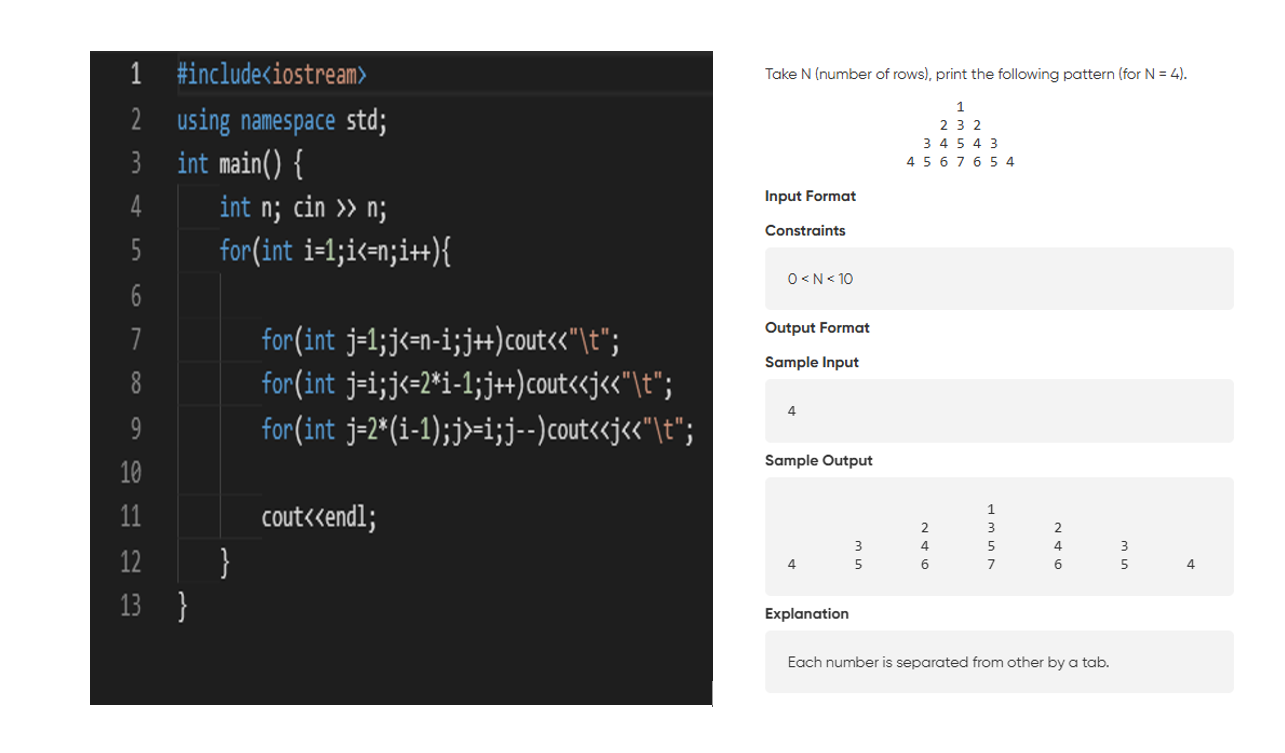 1 #include<iostream>
2 using namespace std;
3 int main() {
4 int n; cin >> n;
5 for(int i=1;i<=n;i++){
6
7 for(int j=1;j<=n-i;j++)cout<<"\t";
8 for(int j=i;j<=2*i-1;j++)cout<<j<<"\t";
9 for(int j=2*(i-1);j>=i;j--)cout<<j<<"\t";
10
11 cout<<endl;
12 }
13 }
Take N (number of rows), print the following pattern (for N = 4).
1
2 3 2
3 4 5 4 3
4 5 6 7 6 5 4
Input Format
Constraints
0 < N < 10
Output Format
Sample Input
4
Sample Output
1
2 3 2
3 4 5 4 3
4 5 6 7 6 5 4
Explanation
Each number is separated from other by a tab.